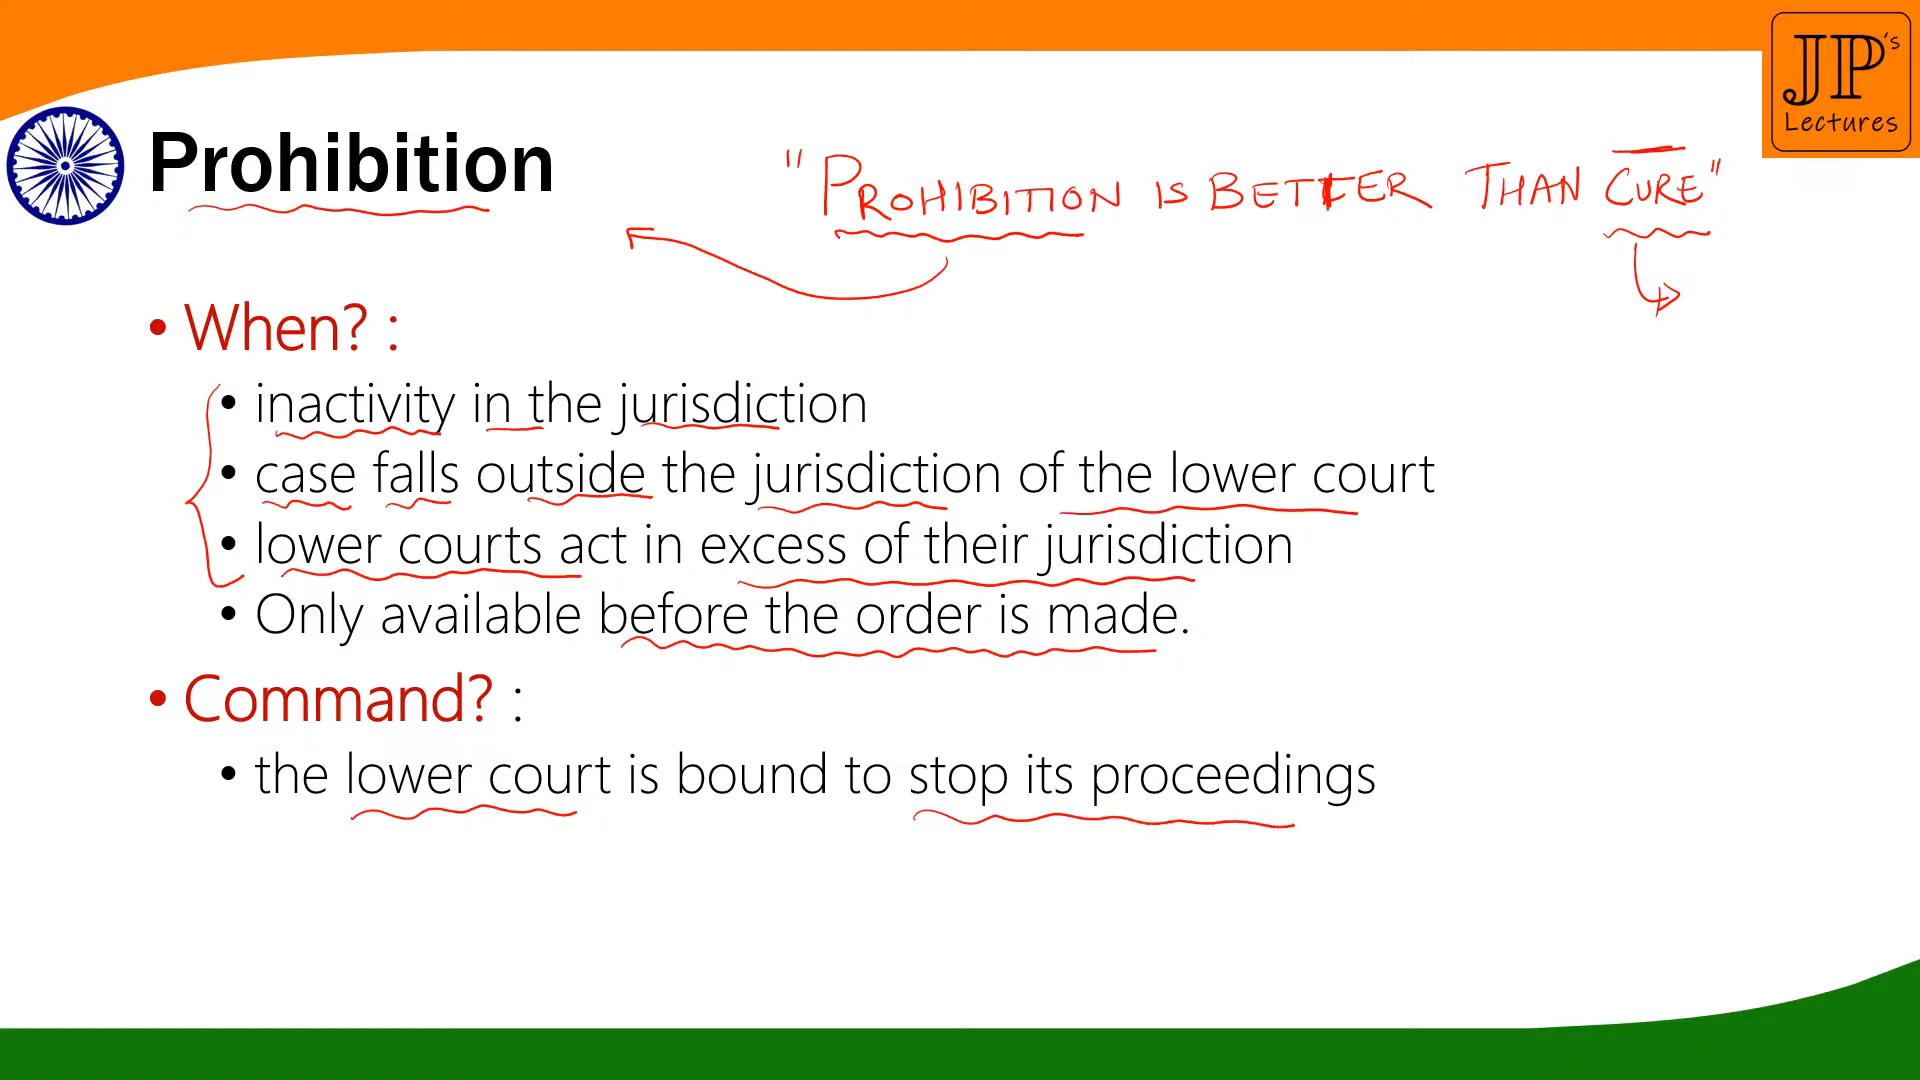 JP's
Lectures
Prohibition
"PROHIBITION IS BETTER THAN CURE"
• When? :
• inactivity in the jurisdiction
• case falls outside the jurisdiction of the lower court
• lower courts act in excess of their jurisdiction
• Only available before the order is made.
• Command? :
• the lower court is bound to stop its proceedings